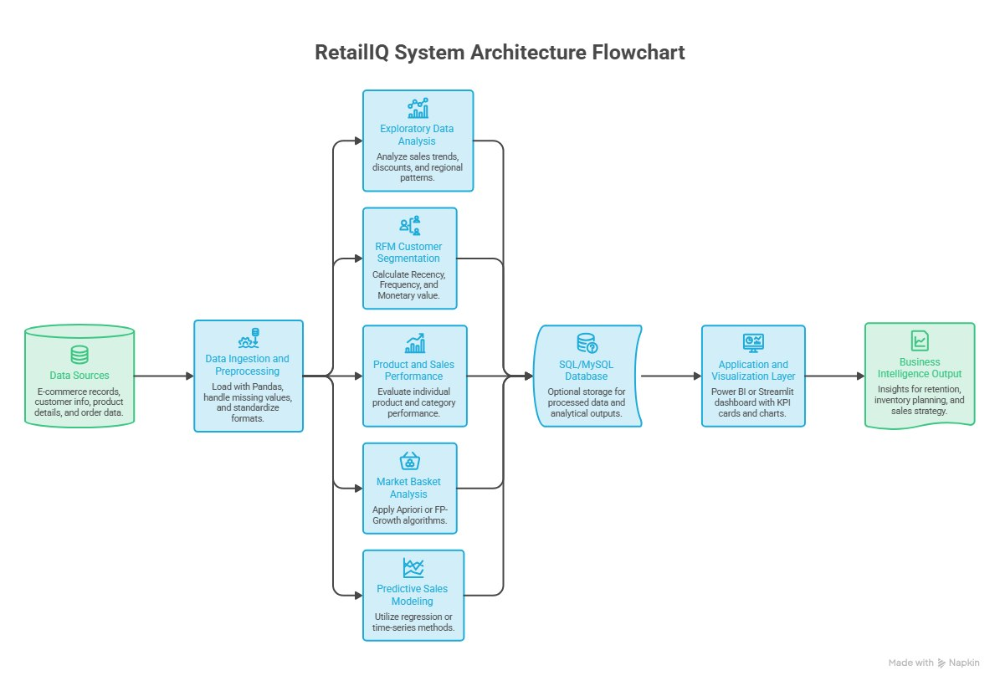 RetailIQ System Architecture Flowchart
Exploratory Data
Analysis
Analyze sales trends,
discounts, and regional
patterns.
RFM Customer
Segmentation
Calculate Recency,
Frequency, and
Monetary value.
Data Sources
E-commerce records,
customer info, product
details, and order data.
Data Ingestion and
Preprocessing
Load with Pandas,
handle missing values,
and standardize
formats.
Product and Sales
Performance
Evaluate individual
product and category
performance.
SQL/MySQL
Database
Optional storage for
processed data and
analytical outputs.
Application and
Visualization Layer
Power BI or Streamlit
dashboard with KPI
cards and charts.
Business
Intelligence Output
Insights for retention,
inventory planning, and
sales strategy.
Market Basket
Analysis
Apply Apriori or FP-
Growth algorithms.
Predictive Sales
Modeling
Utilize regression or
time-series methods.
Made with Napkin